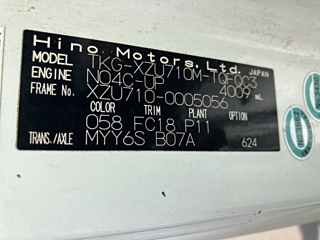 Hino Motors, Ltd. JAPAN
MODEL TKG-XZU710M-TQFQC3
ENGINE N04C-UP 4009 mL
FRAME No. XZU710-0005056
COLOR TRIM PLANT OPTION
058 FC18 P11
TRANS./AXLE MYY6S B07A 624